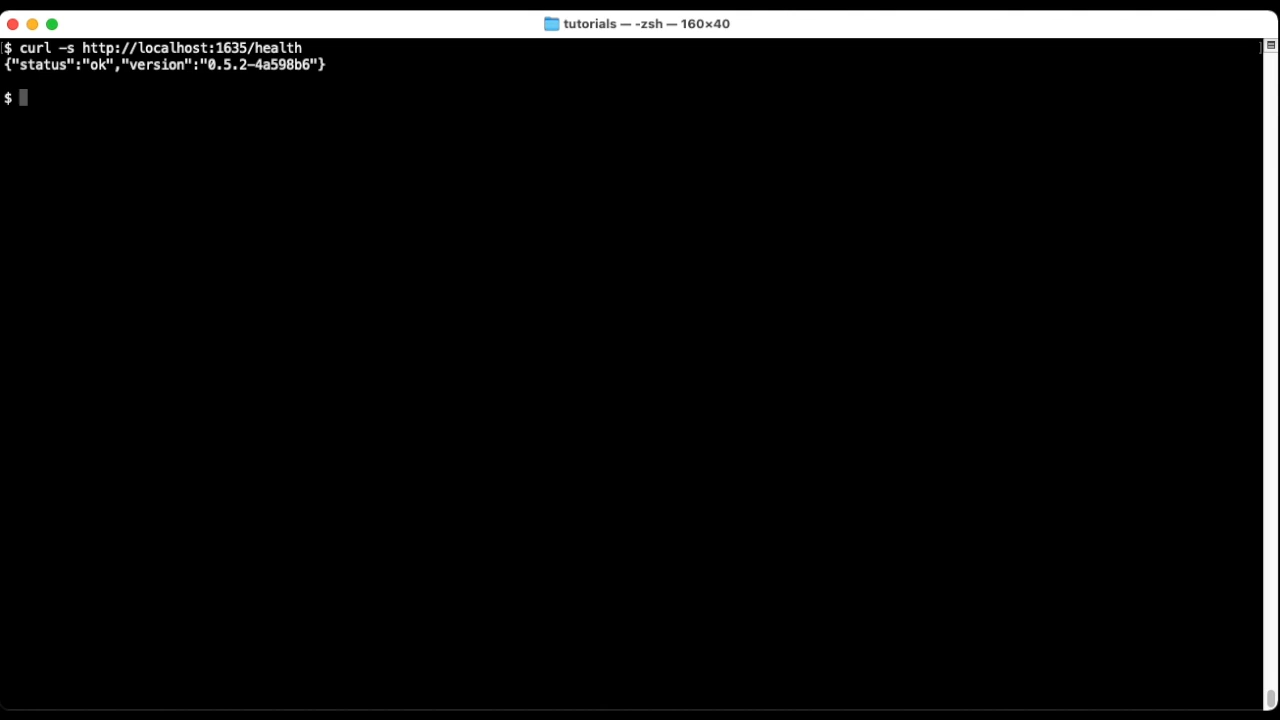 tutorials — -zsh — 160×40
$ curl -s http://localhost:1635/health
{"status":"ok","version":"0.5.2-4a598b6"}
$